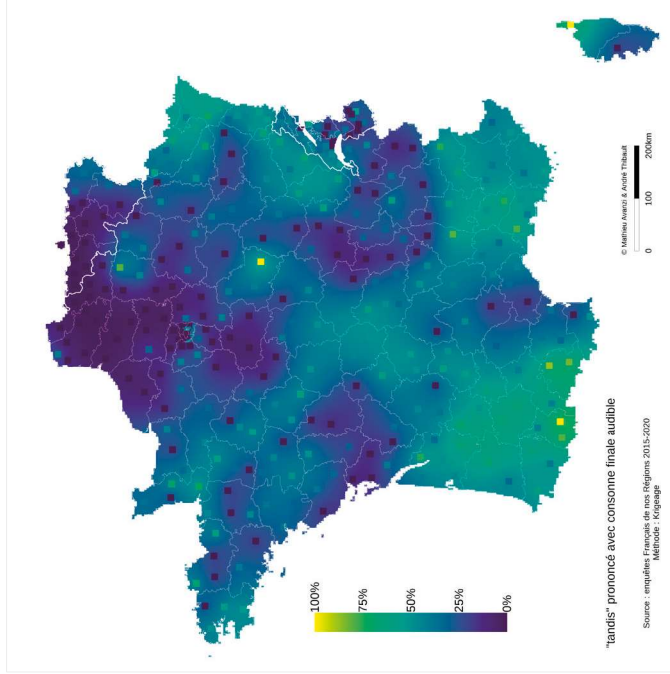 100%
75%
50%
25%
0%
"tandis" prononcé avec consonne finale audible
Source : enquêtes Français de nos Régions 2015-2020
Méthode : Krigeage
© Mathieu Avanzi & André Thibault
0
100
200km